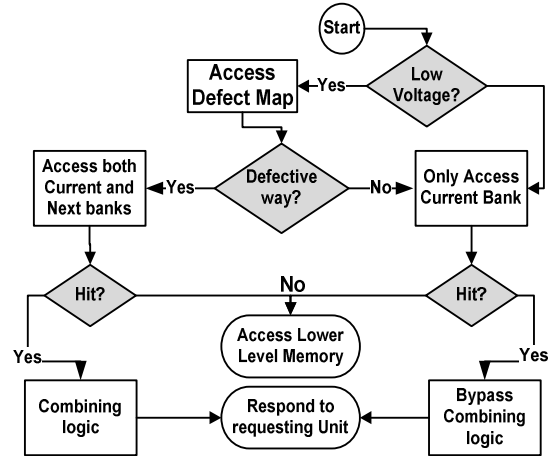 Start
Low
Voltage?
Yes
Access
Defect Map
Access both
Current and
Next banks
Yes
Defective
way?
No
Only Access
Current Bank
Hit?
No
Hit?
Access Lower
Level Memory
Yes
Yes
Combining
logic
Respond to
requesting Unit
Bypass
Combining
logic